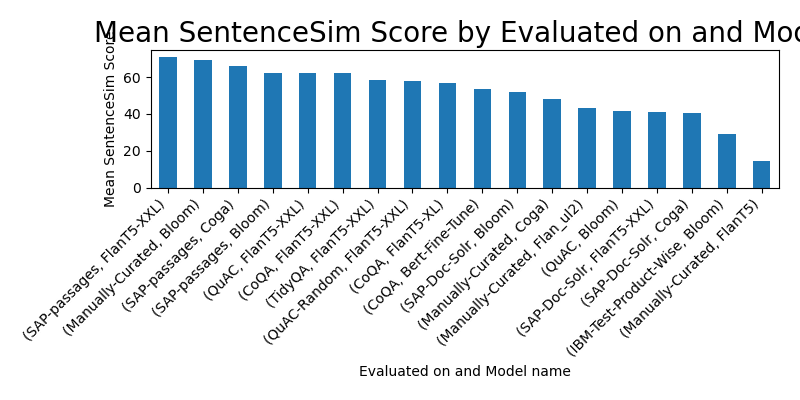 Mean SentenceSim Score by Evaluated on and Mod
Mean SentenceSim Score
60
40
20
0
(SAP-passages, FlanT5-XXL)
(Manually-Curated, Bloom)
(SAP-passages, Coga)
(SAP-passages, Bloom)
(QuAC, FlanT5-XXL)
(CoQA, FlanT5-XXL)
(TidyQA, FlanT5-XXL)
(QuAC-Random, FlanT5-XXL)
(CoQA, FlanT5-XL)
(CoQA, Bert-Fine-Tune)
(SAP-Doc-Solr, Bloom)
(Manually-Curated, Coga)
(Manually-Curated, Flan_ul2)
(QuAC, Bloom)
(SAP-Doc-Solr, FlanT5-XXL)
(SAP-Doc-Solr, Coga)
(IBM-Test-Product-Wise, Bloom)
(Manually-Curated, FlanT5)
Evaluated on and Model name